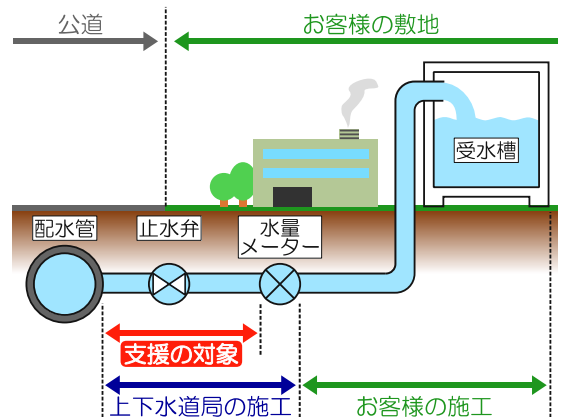 公道
お客様の敷地
受水槽
配水管
止水弁
水量
メーター
支援の対象
上下水道局の施工
お客様の施工